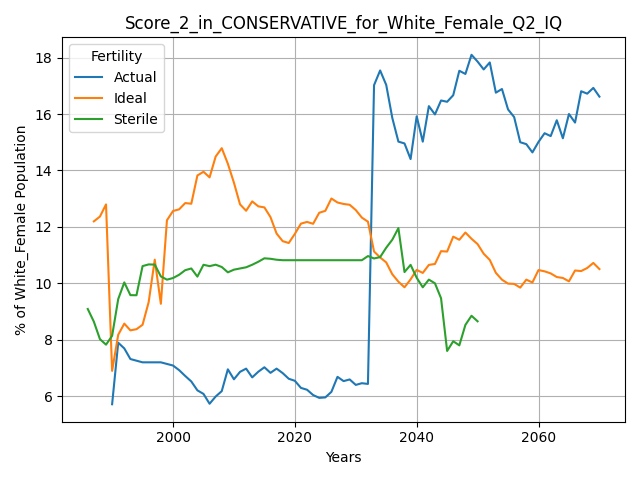 Score_2_in_CONSERVATIVE_for_White_Female_Q2_IQ
Fertility
Actual
Ideal
Sterile
% of White_Female Population
18
16
14
12
10
8
6
2000
2020
2040
2060
Years